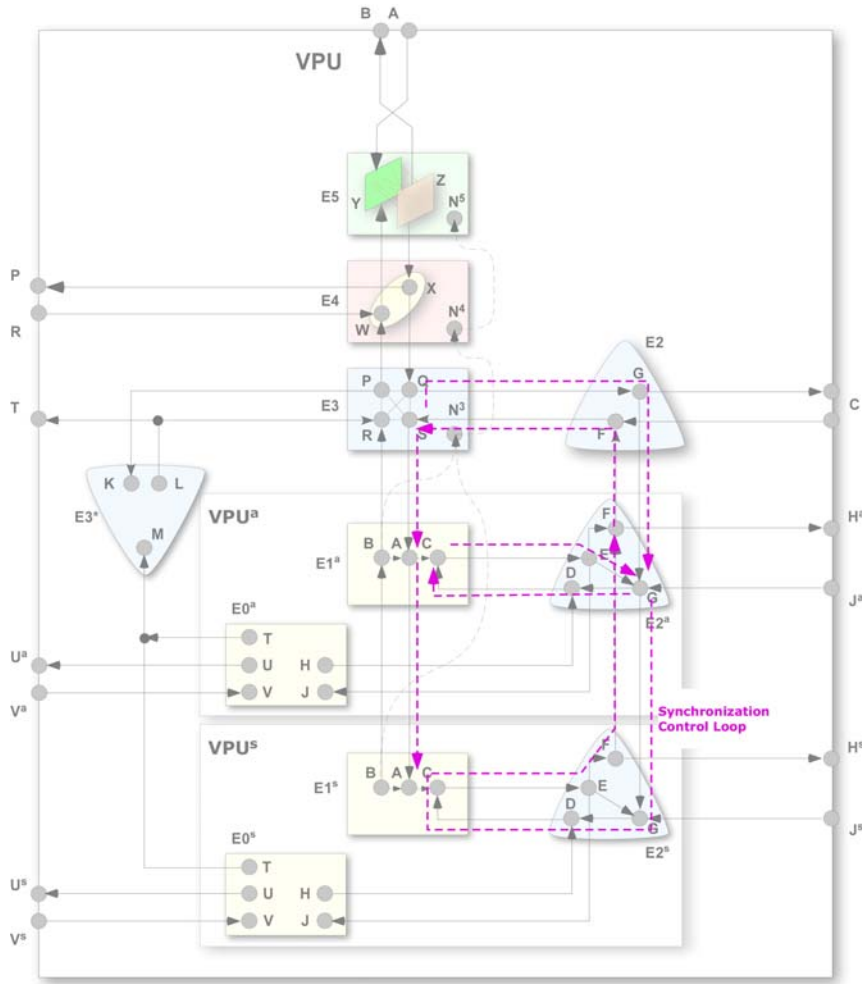 B A
VPU
E5
Y
Z
N⁵
P
R
E4
X
W
N⁴
E2
G
F
C
T
P Q
E3
R S
N³
K L
E3*
M
VPUᵃ
B A C
E1ᵃ
F
E
D
G
E2ᵃ
Hᵃ
Jᵃ
E0ᵃ
T
U H
V J
Uᵃ
Vᵃ
Synchronization
Control Loop
VPUˢ
B A C
E1ˢ
F
E
D
G
E2ˢ
Hˢ
Jˢ
E0ˢ
T
U H
V J
Uˢ
Vˢ